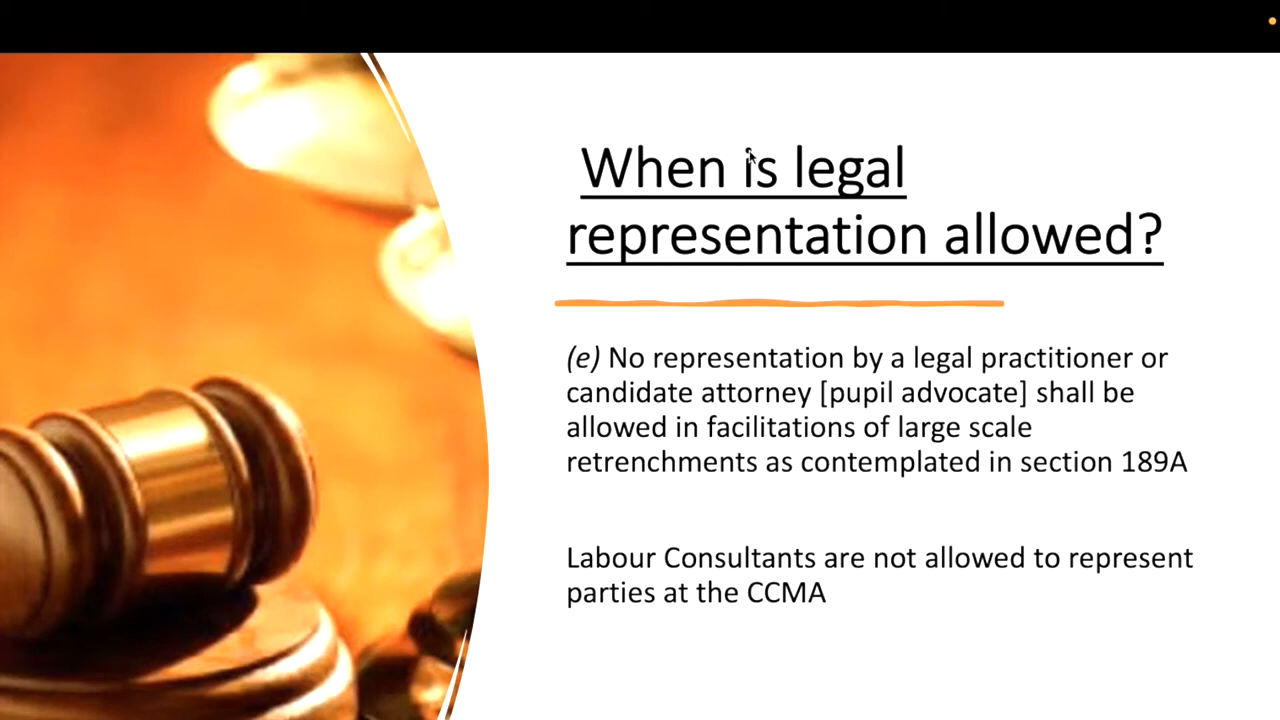 When is legal
representation allowed?
(e) No representation by a legal practitioner or
candidate attorney [pupil advocate] shall be
allowed in facilitations of large scale
retrenchments as contemplated in section 189A
Labour Consultants are not allowed to represent
parties at the CCMA